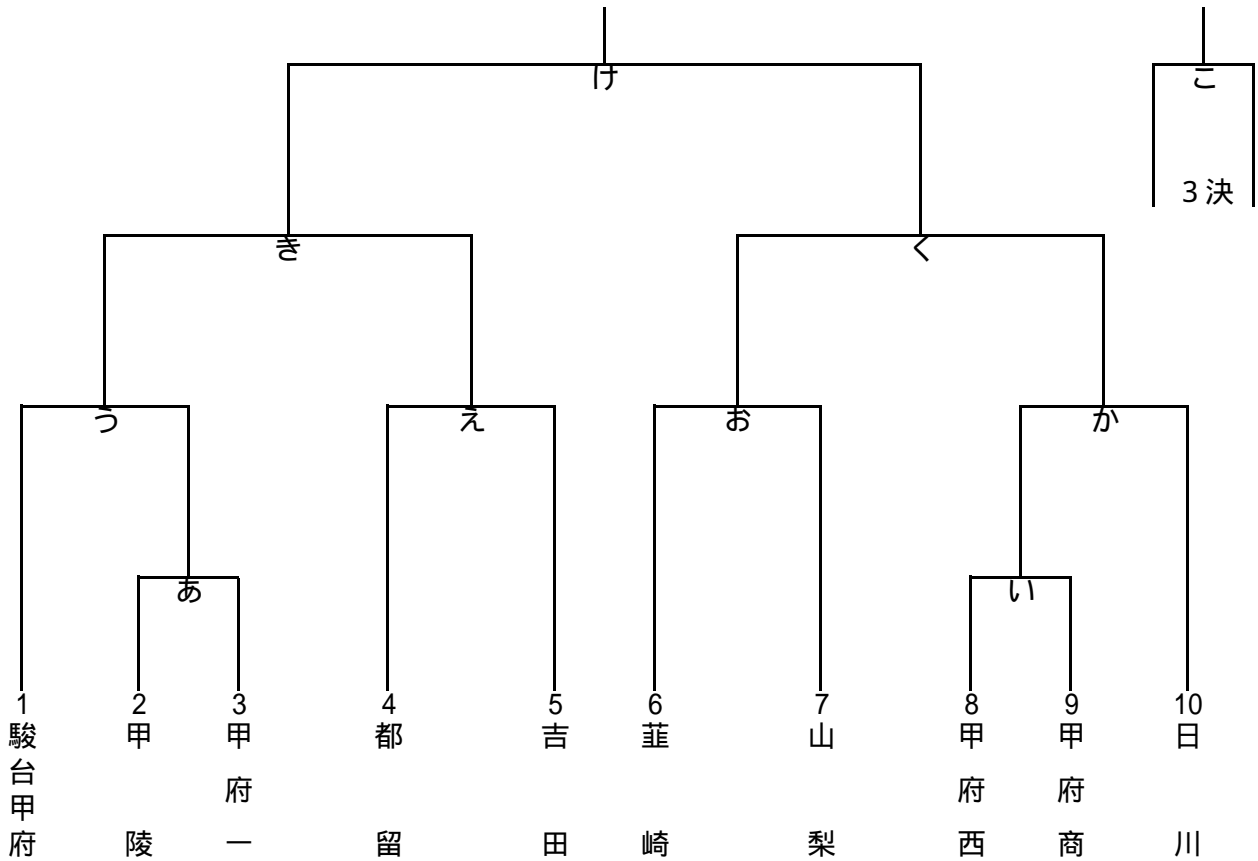 け
こ
3決
き
く
う
え
お
か
あ
い
1
2
3
4
5
6
7
8
9
10
駿台甲府
甲陵
甲府一
都留
吉田
韮崎
山梨
甲府西
甲府商
日川